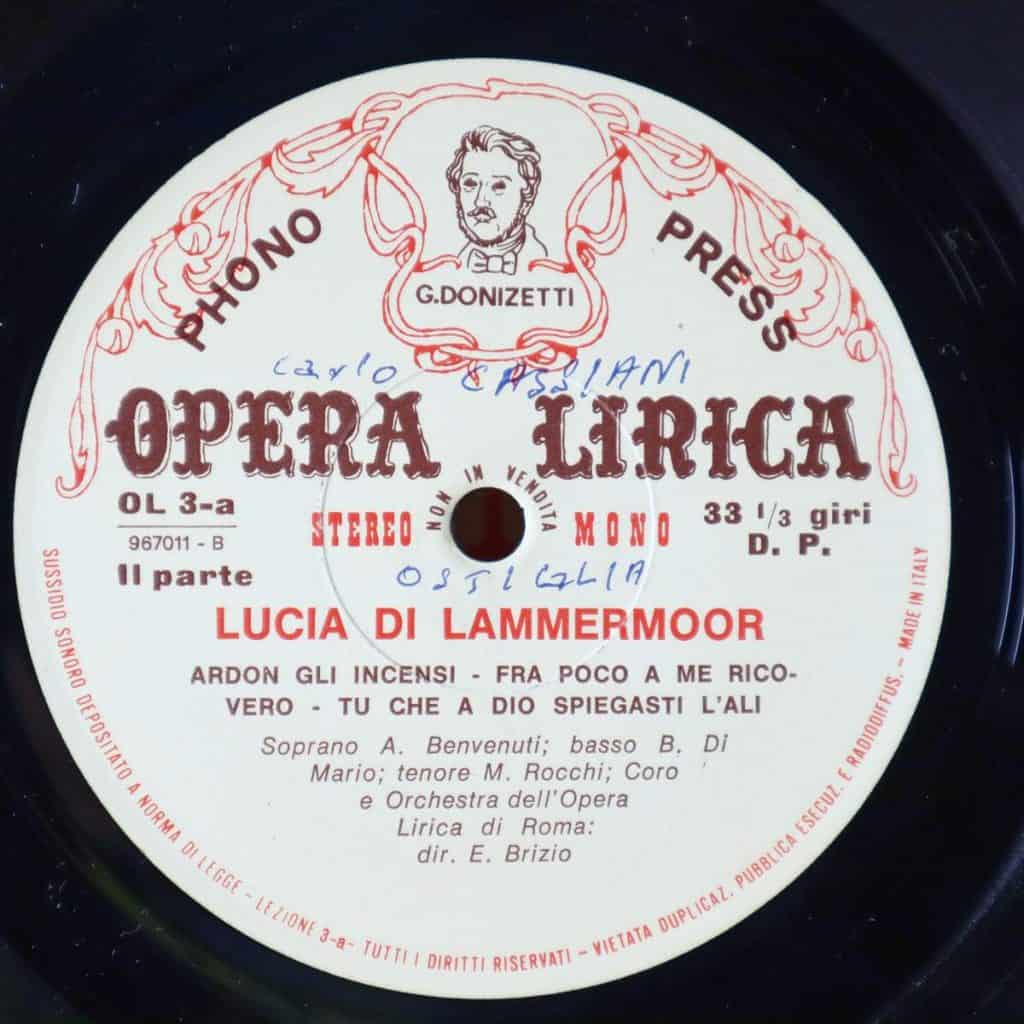 G.DONIZETTI
PHONO PRESS
Carlo CASSIANI
OPERA LIRICA
OL 3-a
967011 - B
II parte
STEREO MONO
NON IN VENDITA
33 1/3 giri
D. P.
OSTIGLIA
LUCIA DI LAMMERMOOR
ARDON GLI INCENSI - FRA POCO A ME RICO-
VERO - TU CHE A DIO SPIEGASTI L'ALI
Soprano A. Benvenuti; basso B. Di
Mario; tenore M. Rocchi; Coro
e Orchestra dell'Opera
Lirica di Roma:
dir. E. Brizio
SUSSIDIO SONORO DEPOSITATO A NORMA DI LEGGE - LEZIONE 3-a- TUTTI I DIRITTI RISERVATI - VIETATA DUPLICAZ. PUBBLICA ESECUZ. E RADIODIFFUS. - MADE IN ITALY